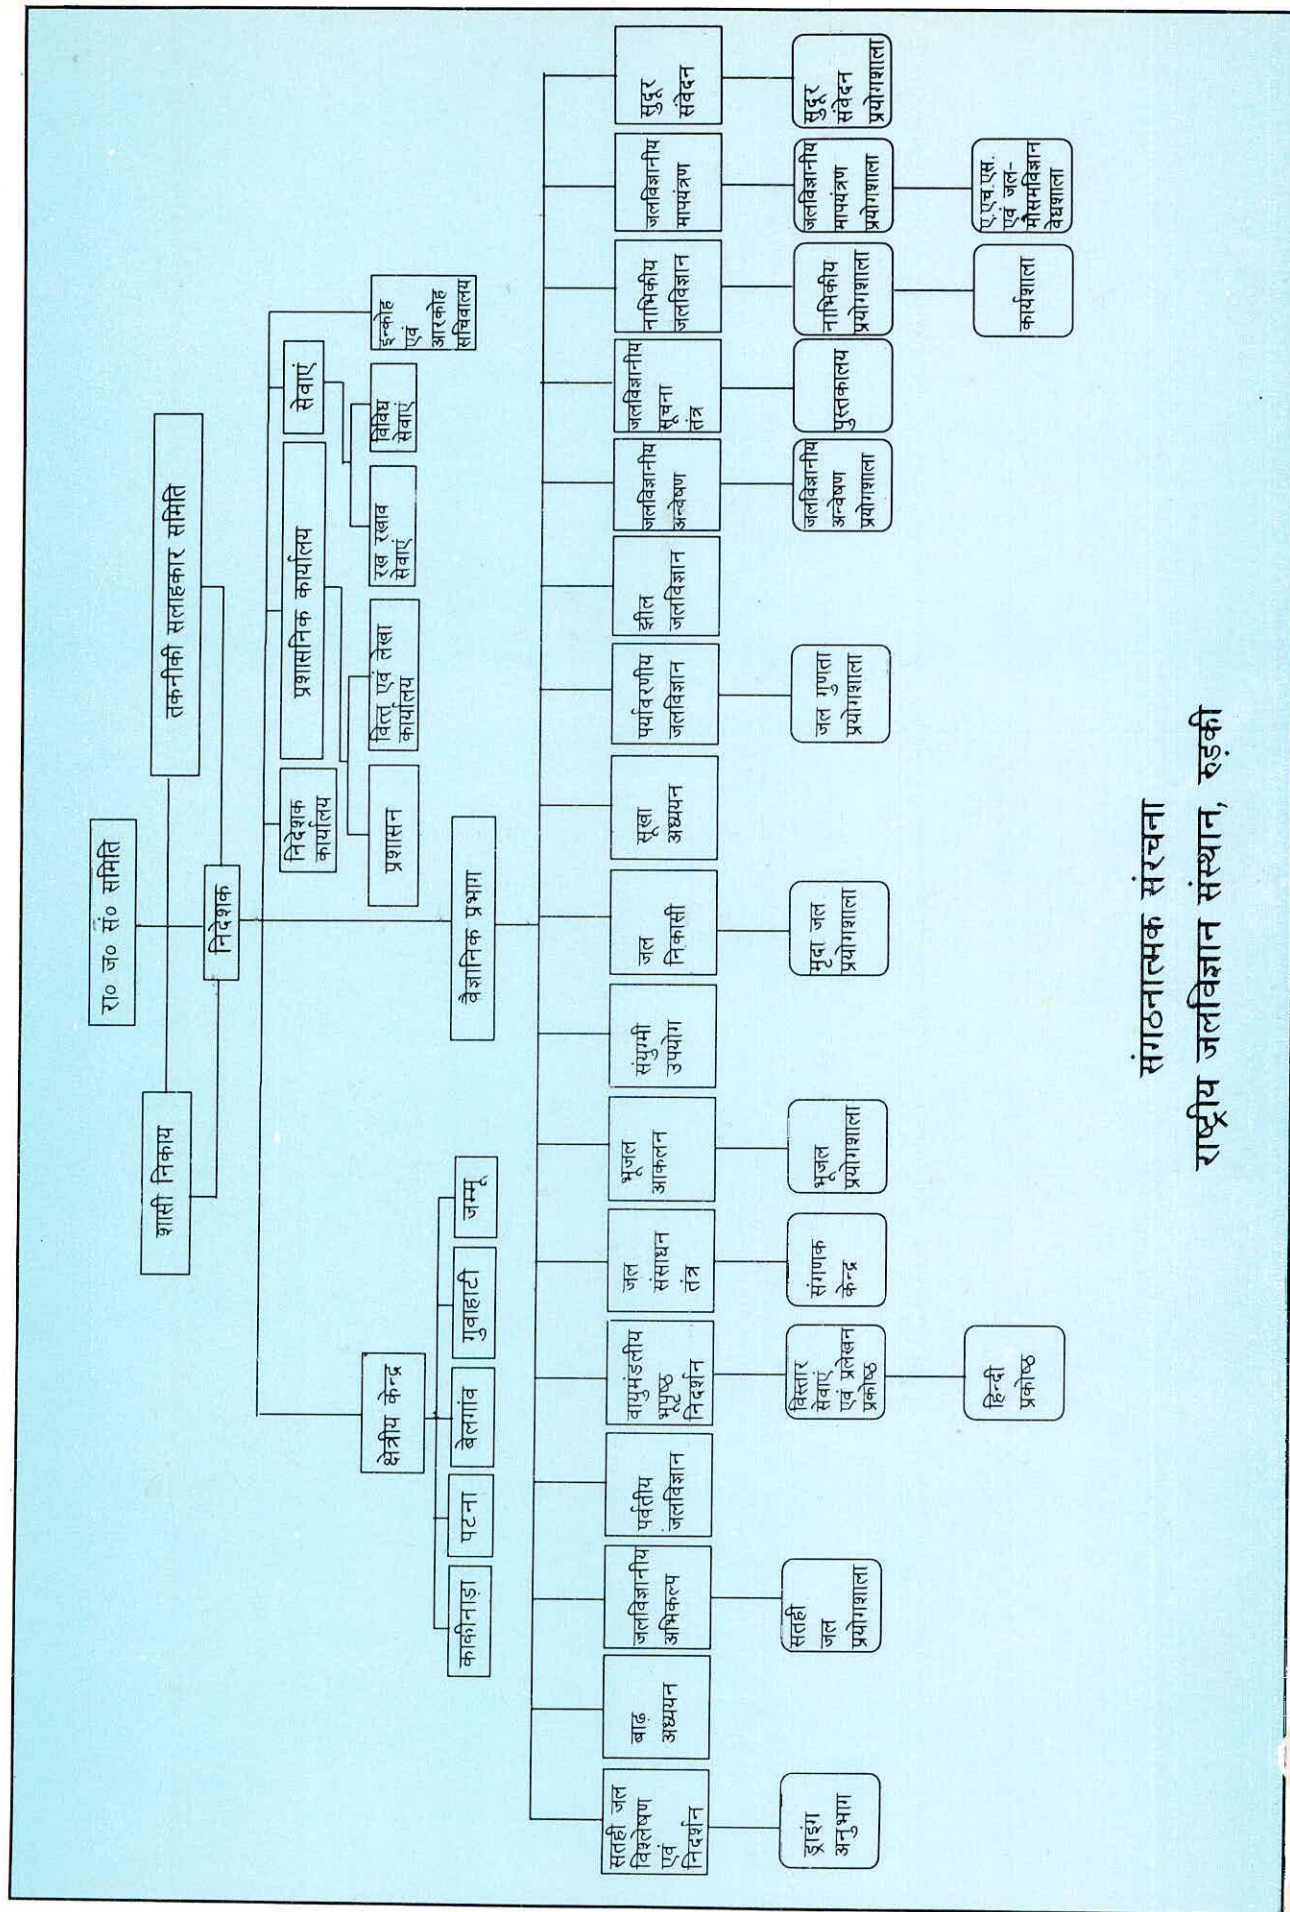 रा० ज० सं० समिति
शासी निकाय
तकनीकी सलाहकार समिति
निदेशक
क्षेत्रीय केन्द्र
काकीनाड़ा
पटना
बेलगांव
गुवाहाटी
जम्मू
निदेशक
कार्यालय
प्रशासनिक कार्यालय
सेवाएं
प्रशासन
वित्त एवं लेखा
कार्यालय
रख रखाव
सेवाएं
विविध
सेवाएं
इन्कोह
एवं
आरकोह
सचिवालय
वैज्ञानिक प्रभाग
सतही जल
विश्लेषण
एवं
निदर्शन
बाढ़
अध्ययन
जलविज्ञानीय
अभिकल्प
पर्वतीय
जलविज्ञान
वायुमंडलीय
भूपृष्ठ
निदर्शन
जल
संसाधन
तंत्र
भूजल
आकलन
संयुग्मी
उपयोग
जल
निकासी
सूखा
अध्ययन
पर्यावरणीय
जलविज्ञान
झील
जलविज्ञान
जलविज्ञानीय
अन्वेषण
जलविज्ञानीय
सूचना
तंत्र
नाभिकीय
जलविज्ञान
जलविज्ञानीय
मापयंत्रण
सुदूर
संवेदन
ड्राइंग
अनुभाग
सतही
जल
प्रयोगशाला
विस्तार
सेवाएं
एवं प्रलेखन
प्रकोष्ठ
संगणक
केन्द्र
भूजल
प्रयोगशाला
मृदा जल
प्रयोगशाला
जल गुणता
प्रयोगशाला
जलविज्ञानीय
अन्वेषण
प्रयोगशाला
पुस्तकालय
नाभिकीय
प्रयोगशाला
जलविज्ञानीय
मापयंत्रण
प्रयोगशाला
सुदूर
संवेदन
प्रयोगशाला
हिन्दी
प्रकोष्ठ
कार्यशाला
ए.एच.एस.
एवं जल-
मौसमविज्ञान
वेधशाला
संगठनात्मक संरचना
राष्ट्रीय जलविज्ञान संस्थान, रुड़की